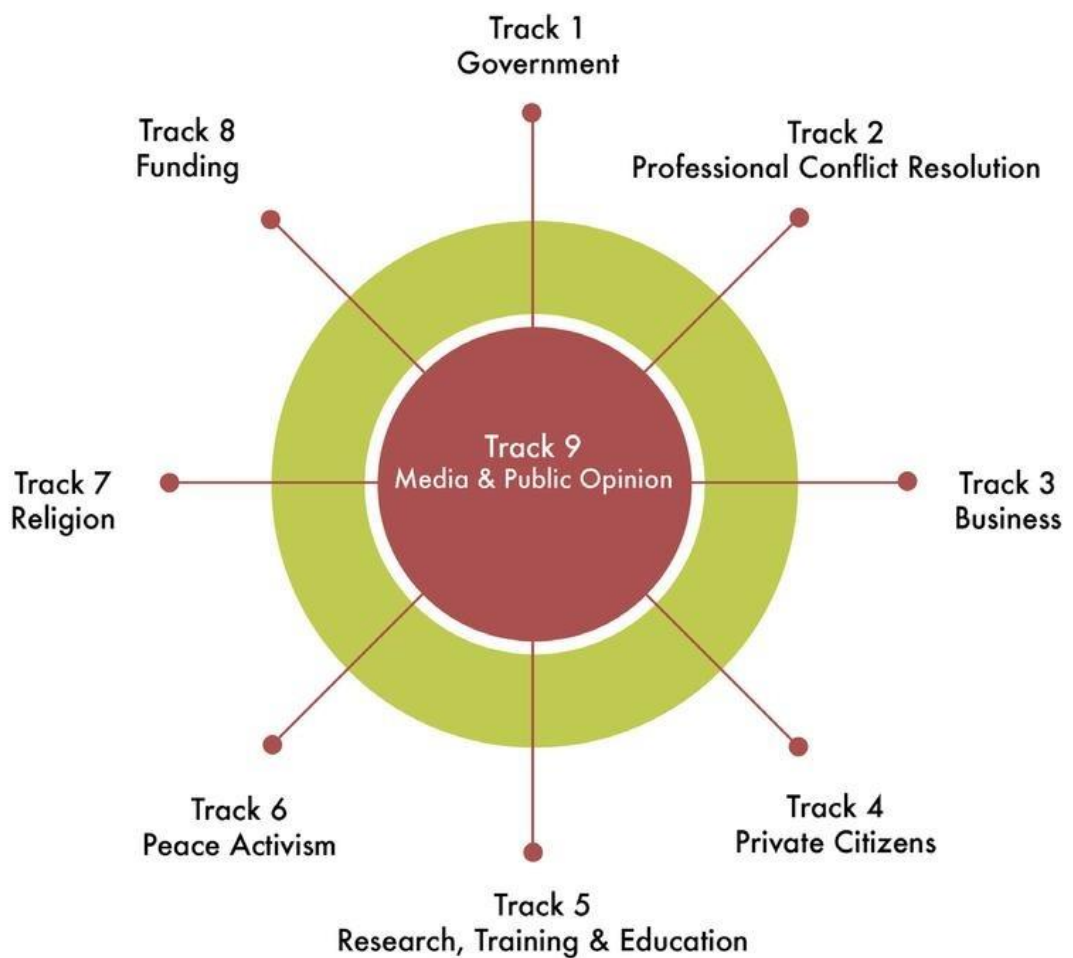 Track 1
Government
Track 2
Professional Conflict Resolution
Track 3
Business
Track 4
Private Citizens
Track 5
Research, Training & Education
Track 6
Peace Activism
Track 7
Religion
Track 8
Funding
Track 9
Media & Public Opinion